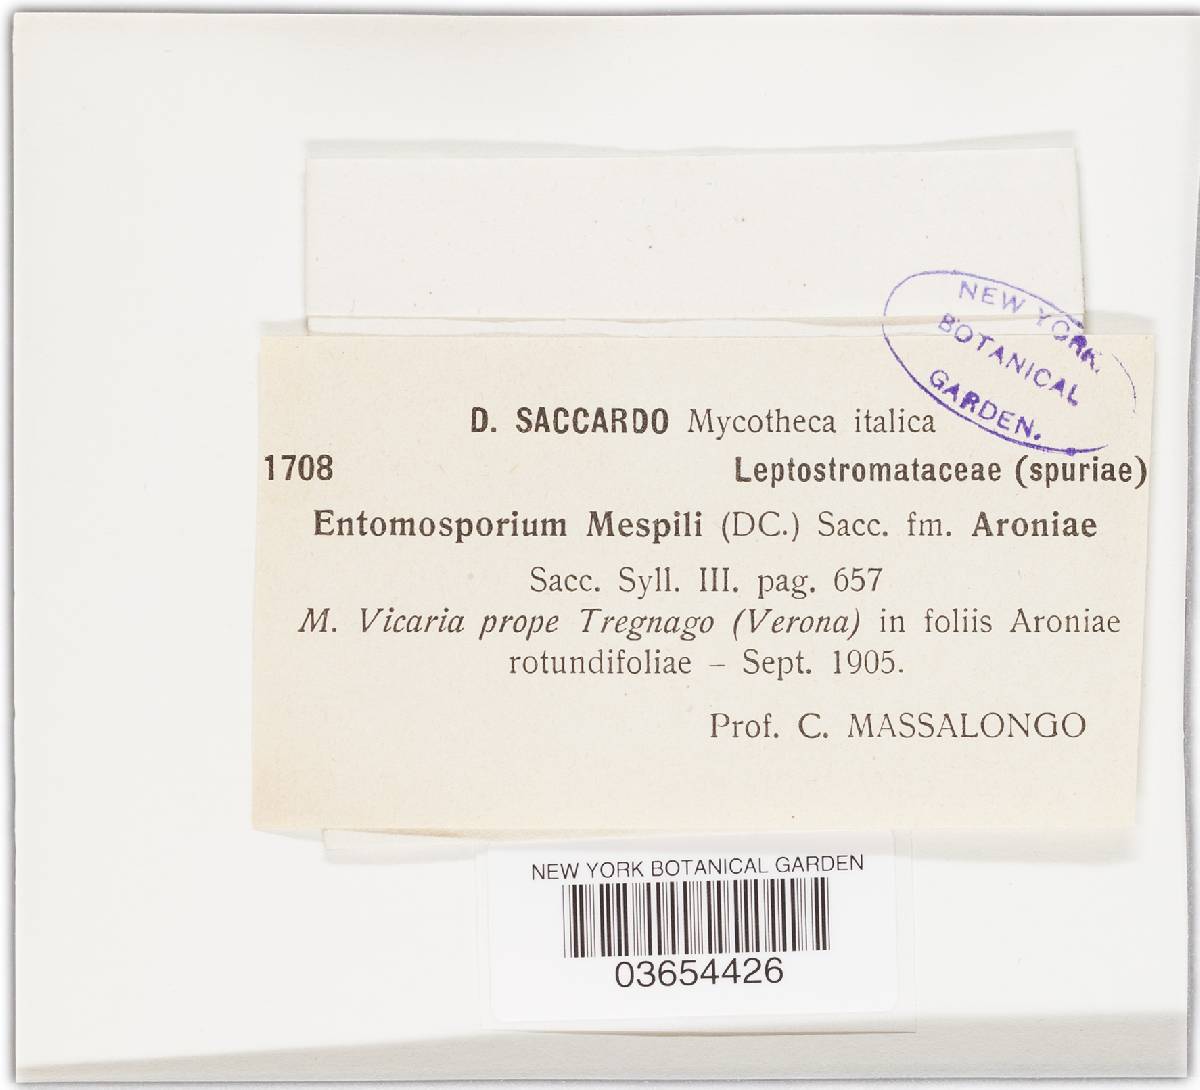 NEW YORK
BOTANICAL
GARDEN.
D. SACCARDO Mycotheca italica
1708 Leptostromataceae (spuriae)
Entomosporium Mespili (DC.) Sacc. fm. Aroniae
Sacc. Syll. III. pag. 657
M. Vicaria prope Tregnago (Verona) in foliis Aroniae
rotundifoliae – Sept. 1905.
Prof. C. MASSALONGO
NEW YORK BOTANICAL GARDEN
03654426